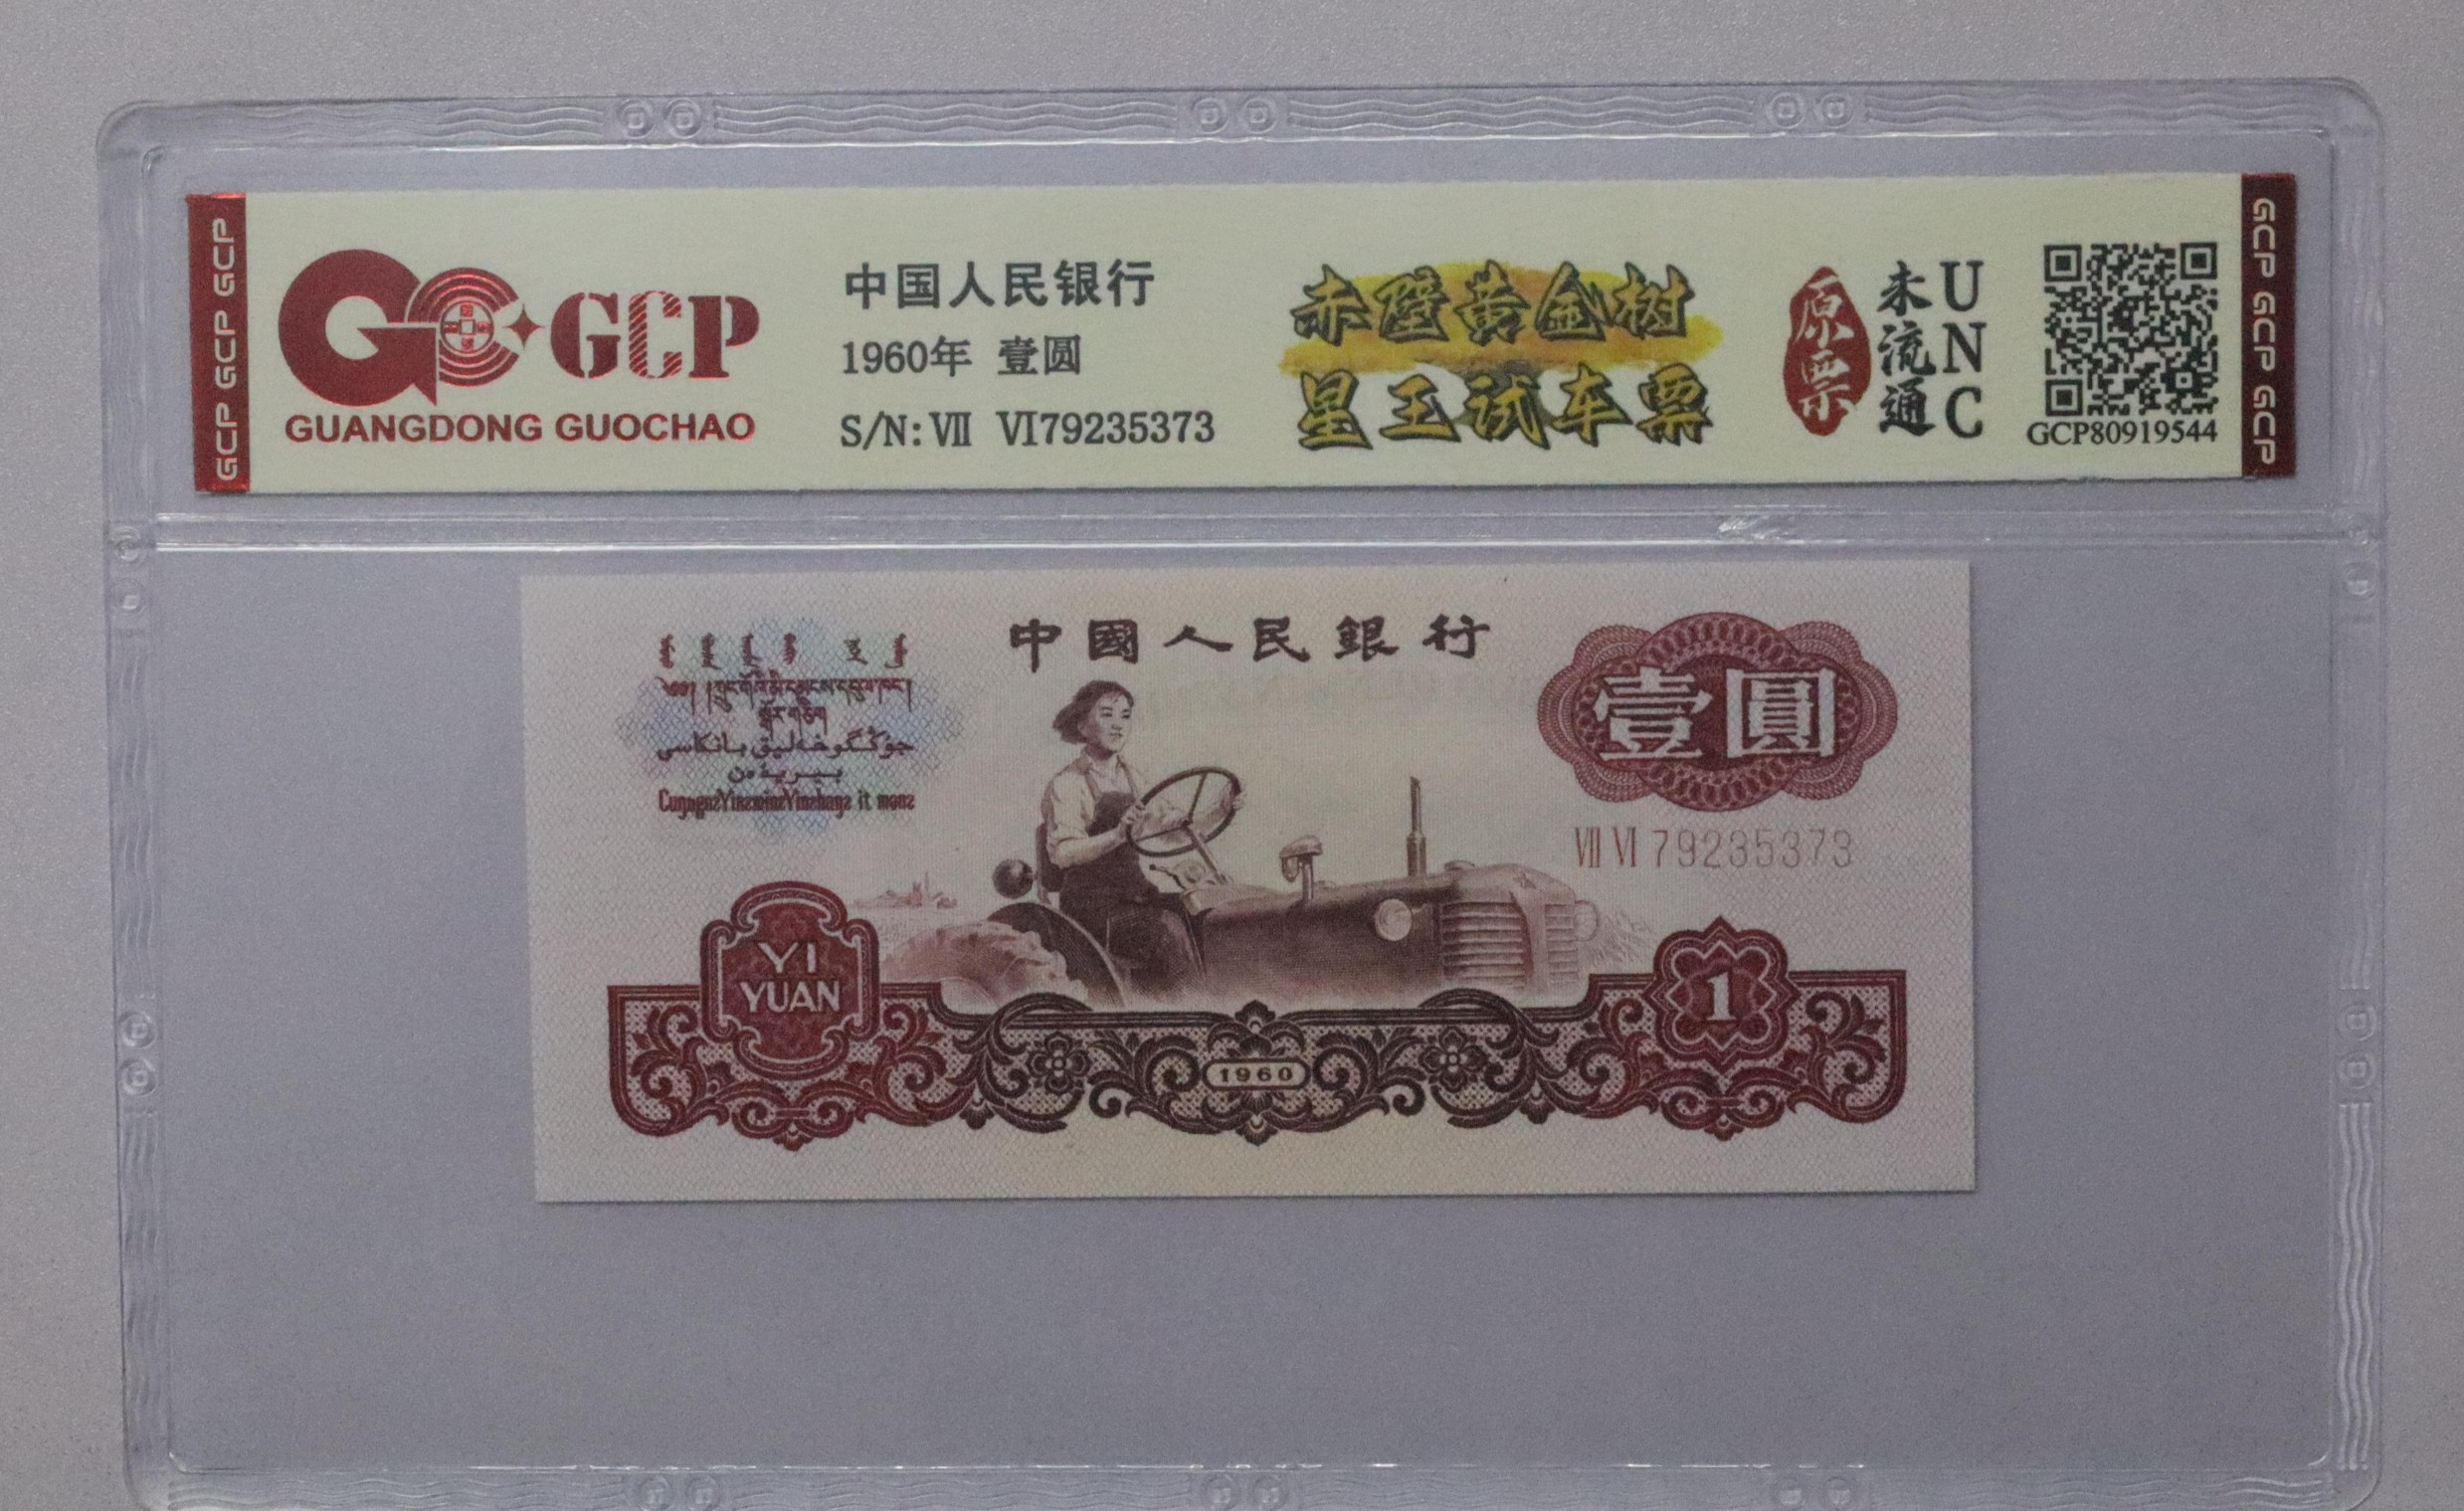 GCP GCP GCP
GCP
GUANGDONG GUOCHAO
中国人民银行
1960年 壹圆
S/N: Ⅶ Ⅵ79235373
赤壁黄金树
星王试车票
原票
未流通
UNC
GCP80919544
GCP GCP GCP
中國人民銀行
壹圓
Ⅶ Ⅵ 79235373
YI
YUAN
1960
1